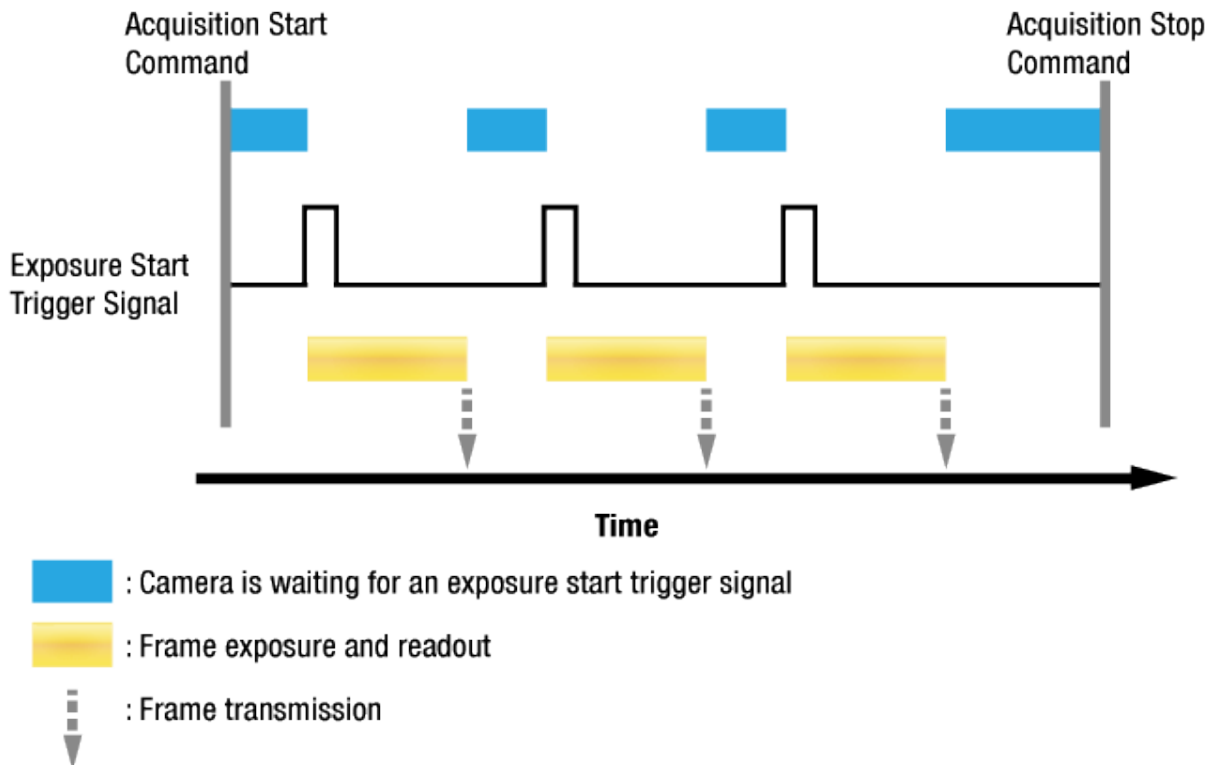 Acquisition Start
Command
Acquisition Stop
Command
Exposure Start
Trigger Signal
Time
: Camera is waiting for an exposure start trigger signal
: Frame exposure and readout
: Frame transmission